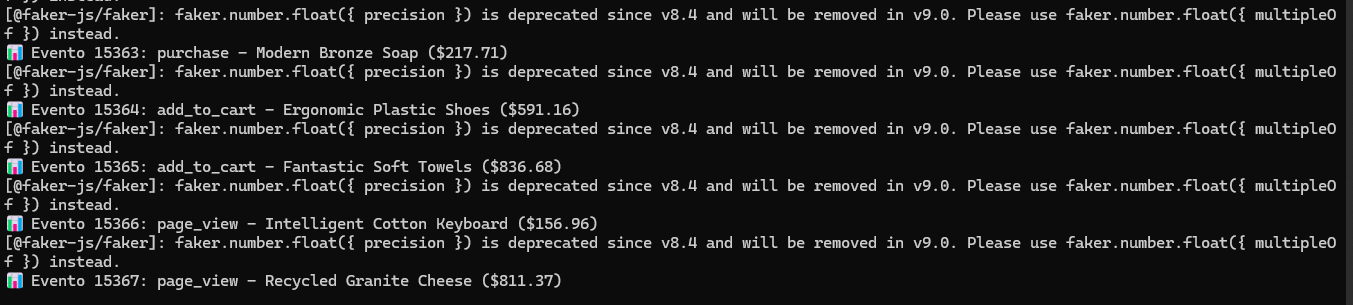 f }) instead.
[@faker-js/faker]: faker.number.float({ precision }) is deprecated since v8.4 and will be removed in v9.0. Please use faker.number.float({ multipleO
f }) instead.
📊 Evento 15363: purchase - Modern Bronze Soap ($217.71)
[@faker-js/faker]: faker.number.float({ precision }) is deprecated since v8.4 and will be removed in v9.0. Please use faker.number.float({ multipleO
f }) instead.
📊 Evento 15364: add_to_cart - Ergonomic Plastic Shoes ($591.16)
[@faker-js/faker]: faker.number.float({ precision }) is deprecated since v8.4 and will be removed in v9.0. Please use faker.number.float({ multipleO
f }) instead.
📊 Evento 15365: add_to_cart - Fantastic Soft Towels ($836.68)
[@faker-js/faker]: faker.number.float({ precision }) is deprecated since v8.4 and will be removed in v9.0. Please use faker.number.float({ multipleO
f }) instead.
📊 Evento 15366: page_view - Intelligent Cotton Keyboard ($156.96)
[@faker-js/faker]: faker.number.float({ precision }) is deprecated since v8.4 and will be removed in v9.0. Please use faker.number.float({ multipleO
f }) instead.
📊 Evento 15367: page_view - Recycled Granite Cheese ($811.37)